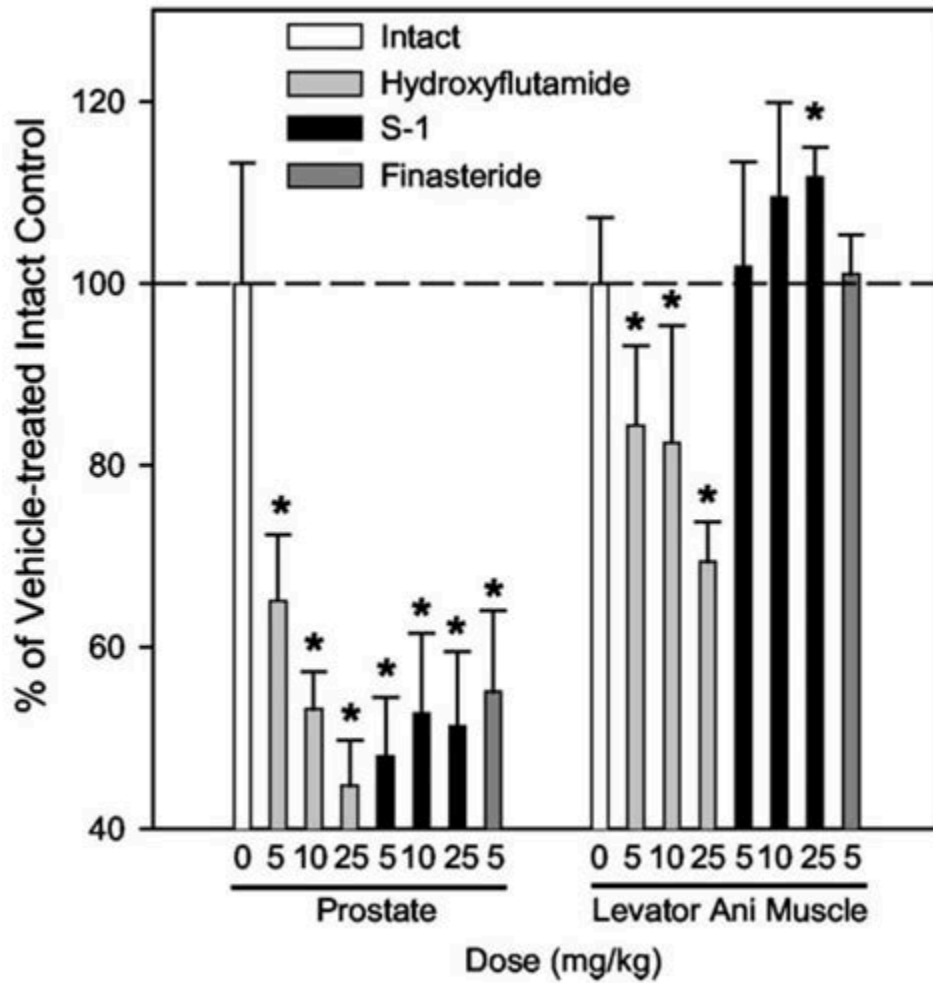 % of Vehicle-treated Intact Control
120
100
80
60
40
Intact
Hydroxyflutamide
S-1
Finasteride
*
*
*
*
*
*
*
*
*
*
*
0 5 10 25 5 10 25 5 0 5 10 25 5 10 25 5
Prostate Levator Ani Muscle
Dose (mg/kg)